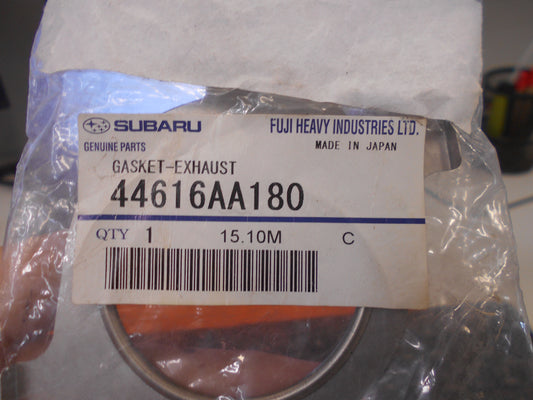 SUBARU FUJI HEAVY INDUSTRIES LTD.
GENUINE PARTS MADE IN JAPAN
GASKET-EXHAUST
44616AA180
QTY 1 15.10M C